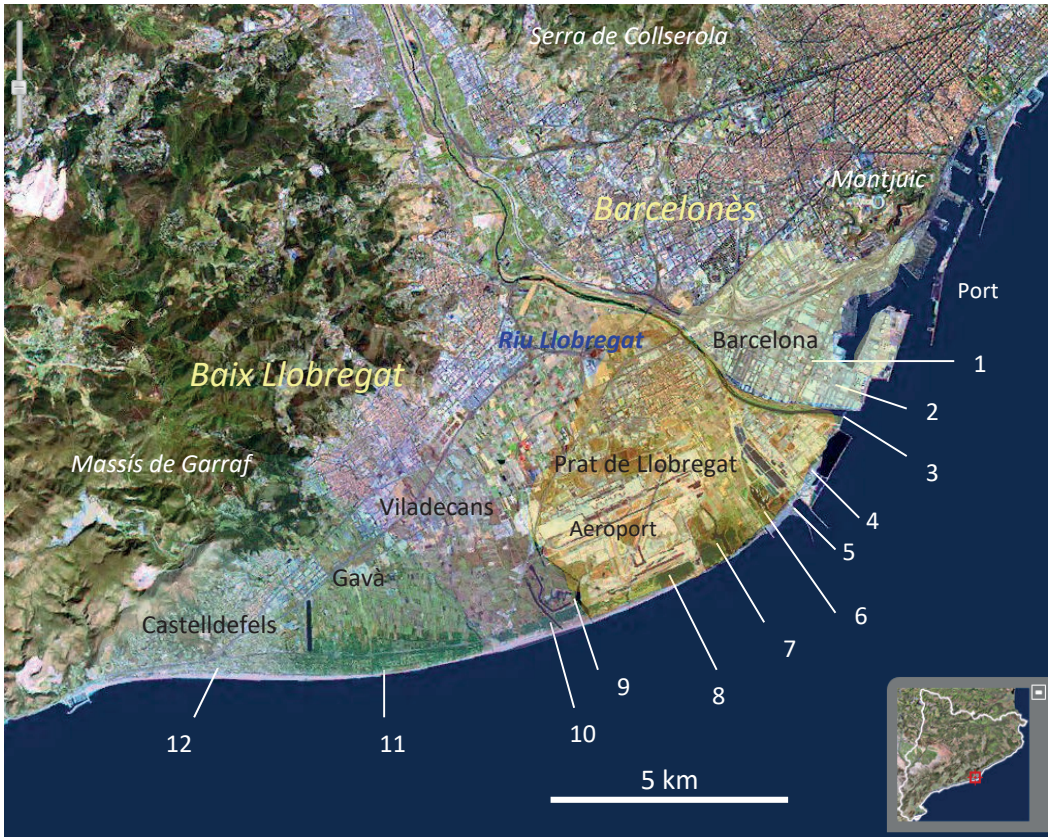 Serra de Collserola
Montjuïc
Barcelonès
Port
Riu Llobregat
Barcelona
1
Baix Llobregat
2
3
Massís de Garraf
Prat de Llobregat
Viladecans
4
Aeroport
5
Gavà
6
Castelldefels
7
9
8
10
12
11
5 km